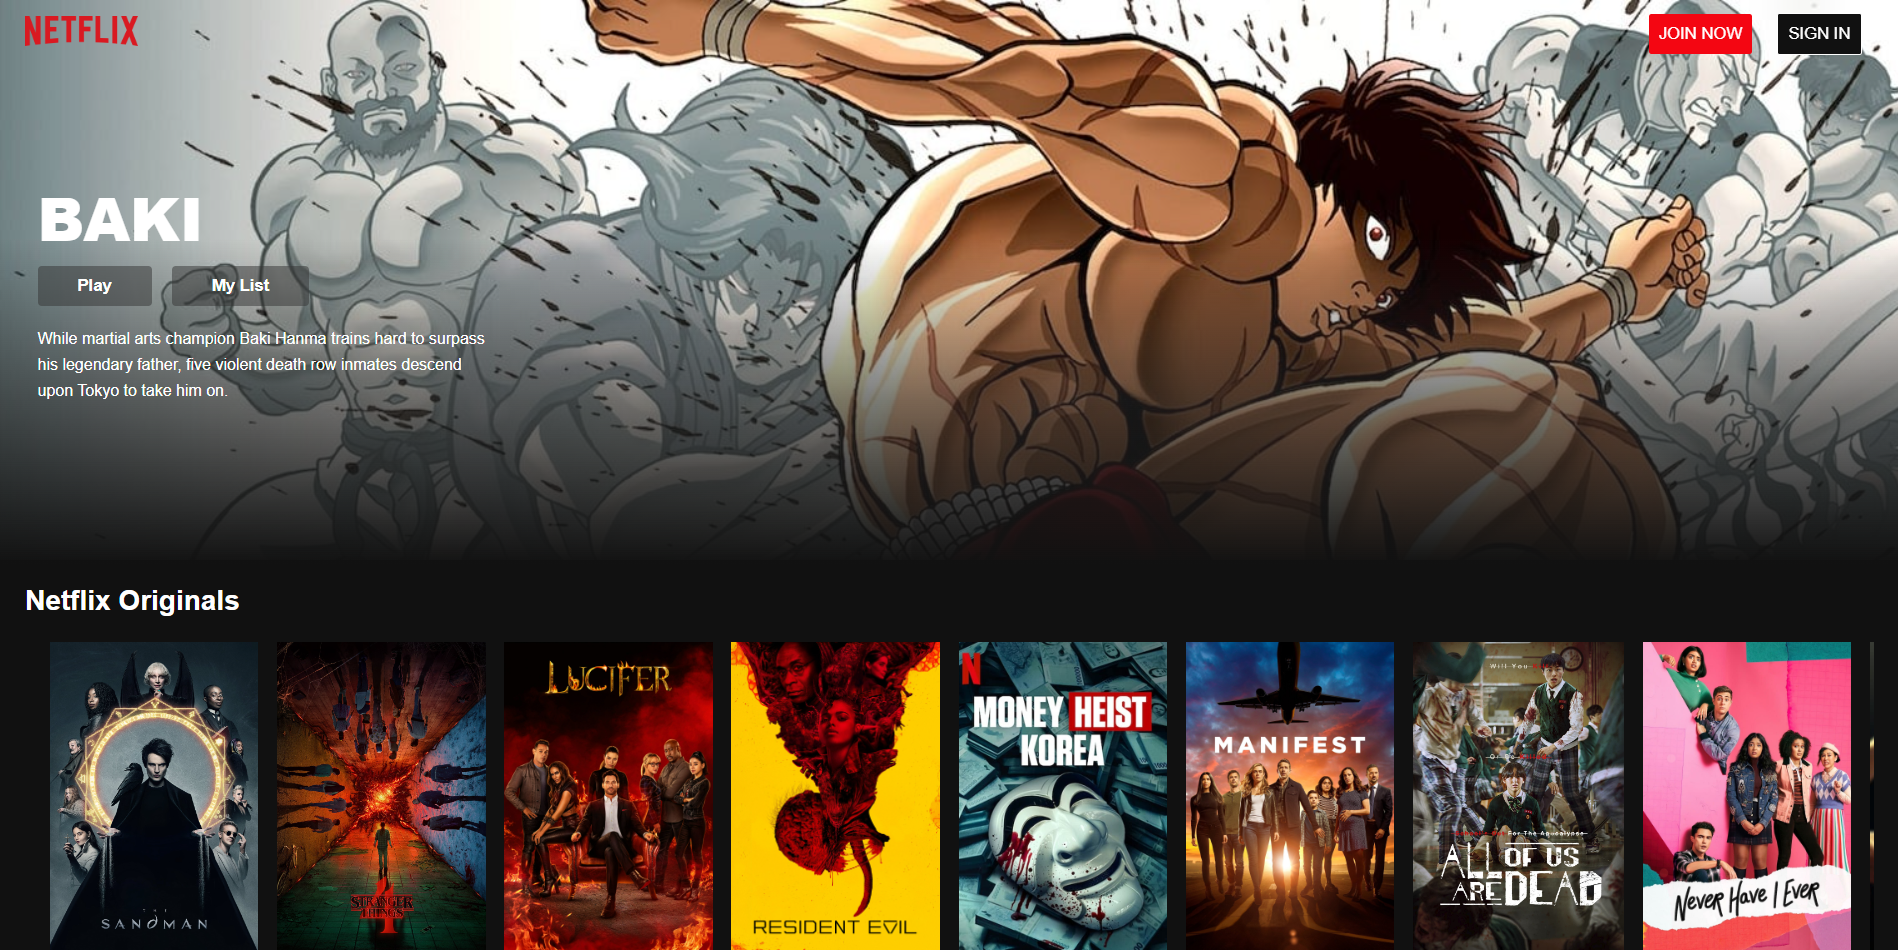 NETFLIX
JOIN NOW
SIGN IN
BAKI
Play
My List
While martial arts champion Baki Hanma trains hard to surpass
his legendary father, five violent death row inmates descend
upon Tokyo to take him on.
Netflix Originals
THE
SANDMAN
4
STRANGER
THINGS
LUCIFER
RESIDENT EVIL
N
MONEY HEIST
KOREA
MANIFEST
Will You
For The Apocalypse
ALL OF US
ARE DEAD
NEVER HAVE I EVER